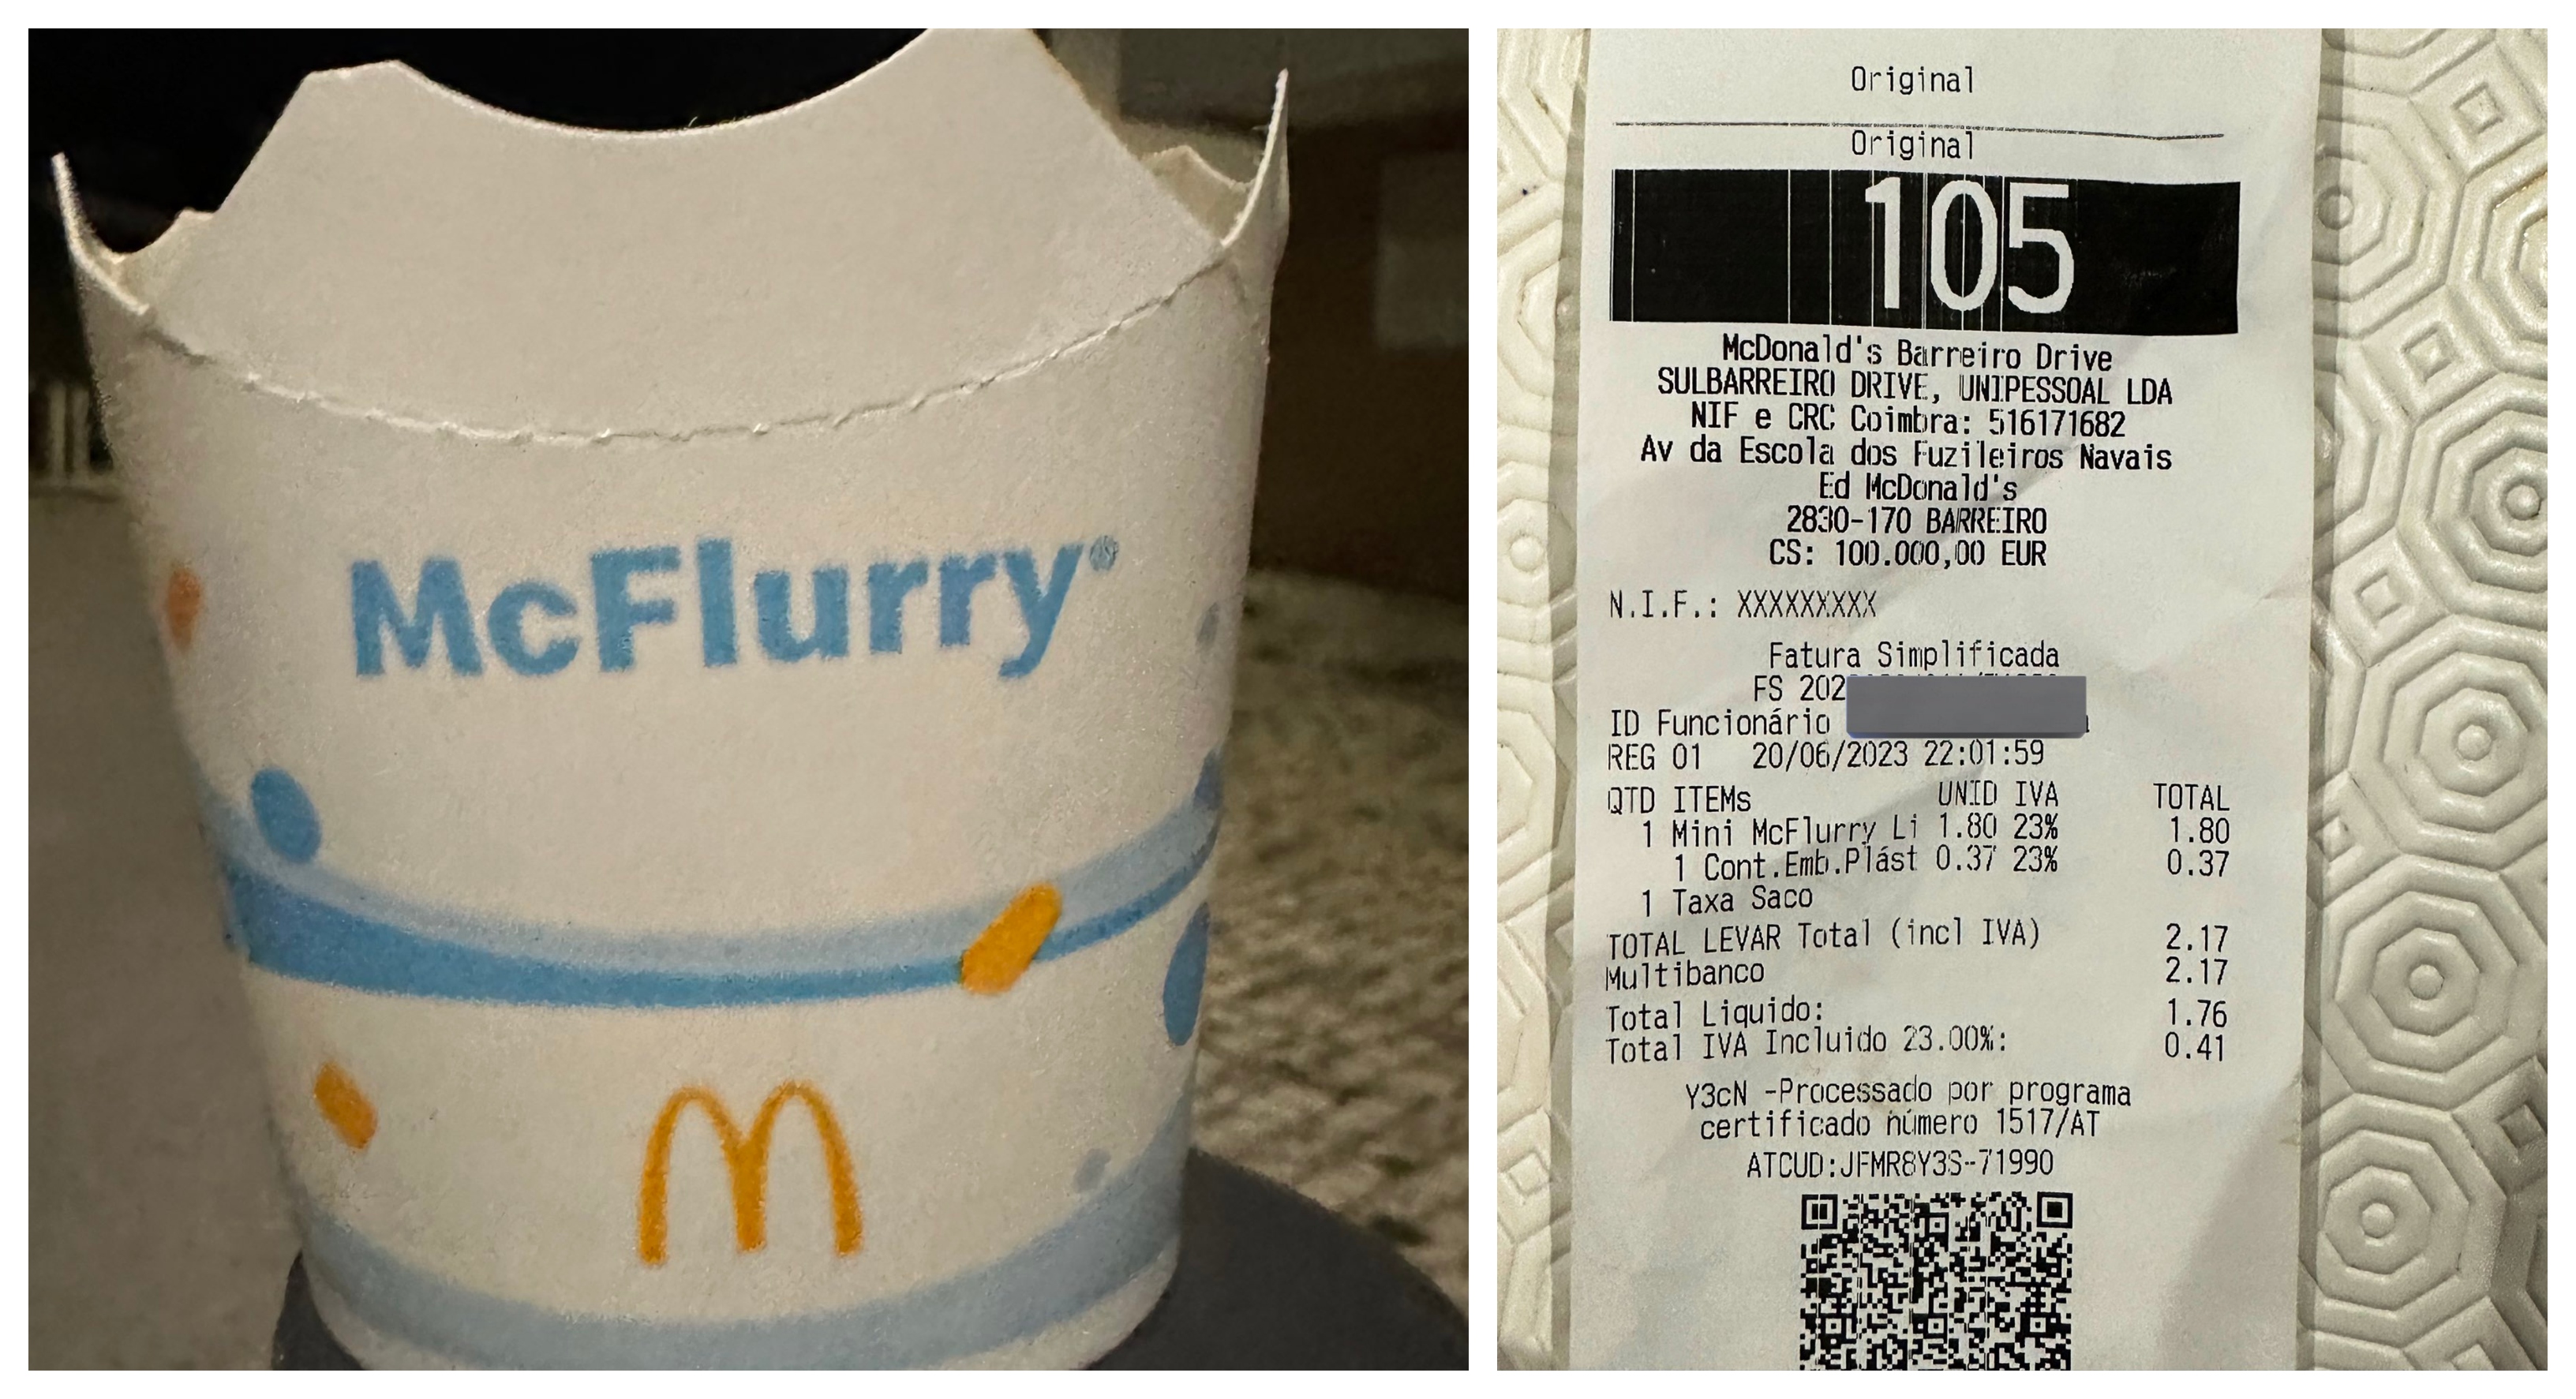 McFlurry®
Original
Original
105
McDonald's Barreiro Drive
SULBARREIRO DRIVE, UNIPESSOAL LDA
NIF e CRC Coimbra: 516171682
Av da Escola dos Fuzileiros Navais
Ed McDonald's
2830-170 BARREIRO
CS: 100.000,00 EUR
N.I.F.: XXXXXXXXX
Fatura Simplificada
FS 202
ID Funcionário
REG 01 20/06/2023 22:01:59
QTD ITEMs UNID IVA TOTAL
1 Mini McFlurry Li 1.80 23% 1.80
1 Cont.Emb.Plást 0.37 23% 0.37
1 Taxa Saco
TOTAL LEVAR Total (incl IVA) 2.17
Multibanco 2.17
Total Liquido: 1.76
Total IVA Incluido 23.00%: 0.41
Y3cN -Processado por programa
certificado número 1517/AT
ATCUD:JFMR8Y3S-71990